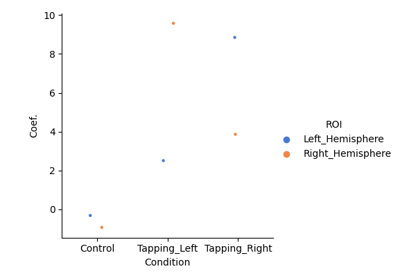 10
8
6
4
2
0
Coef.
Control
Tapping_Left
Tapping_Right
Condition
ROI
Left_Hemisphere
Right_Hemisphere